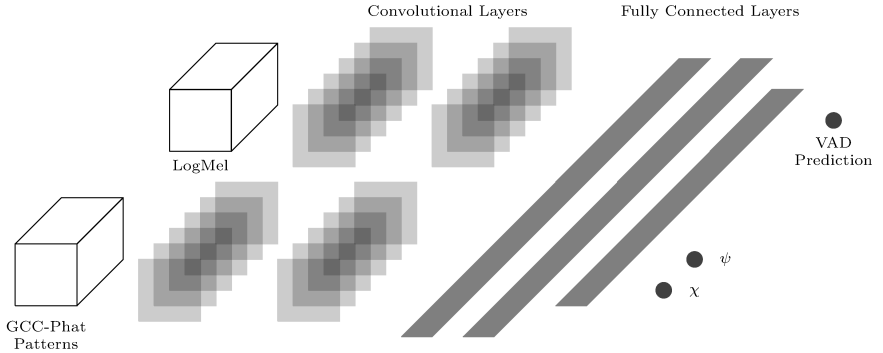 Convolutional Layers
Fully Connected Layers
LogMel
VAD
Prediction
ψ
χ
GCC-Phat
Patterns